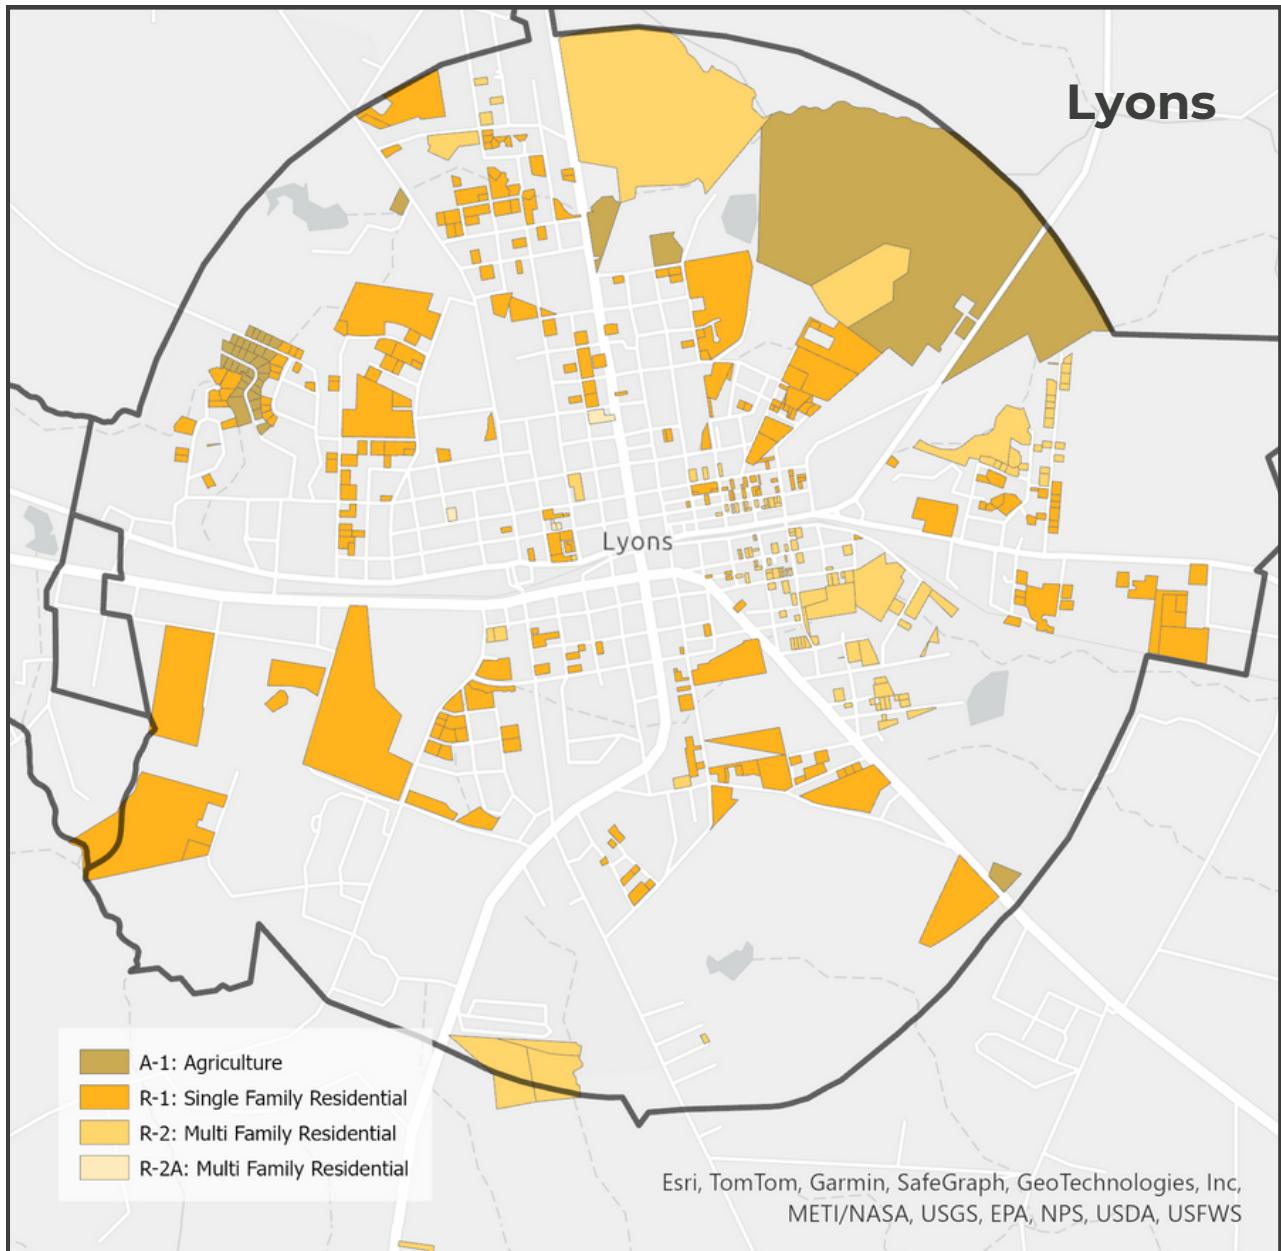 Lyons
Lyons
A-1: Agriculture
R-1: Single Family Residential
R-2: Multi Family Residential
R-2A: Multi Family Residential
Esri, TomTom, Garmin, SafeGraph, GeoTechnologies, Inc,
METI/NASA, USGS, EPA, NPS, USDA, USFWS